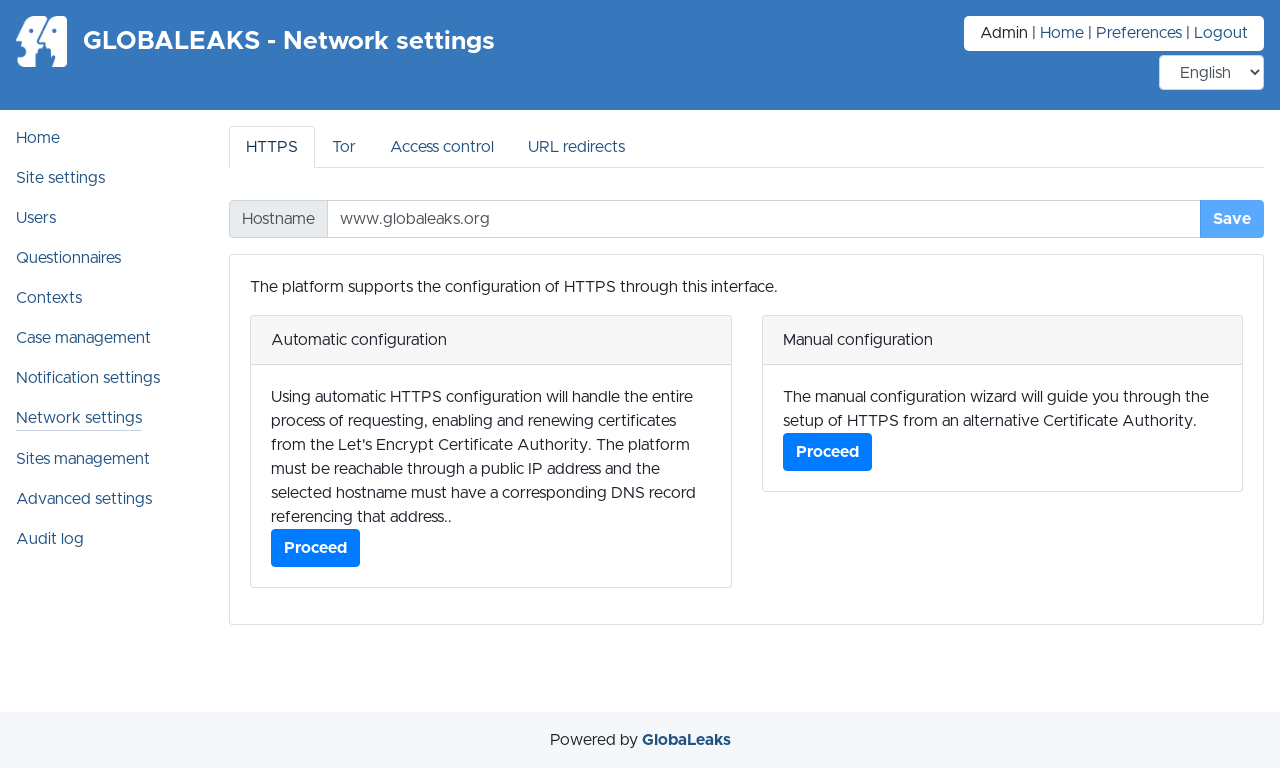 GLOBALEAKS - Network settings
Admin | Home | Preferences | Logout
English
Home
Site settings
Users
Questionnaires
Contexts
Case management
Notification settings
Network settings
Sites management
Advanced settings
Audit log
HTTPS Tor Access control URL redirects
Hostname www.globaleaks.org Save
The platform supports the configuration of HTTPS through this interface.
Automatic configuration
Using automatic HTTPS configuration will handle the entire
process of requesting, enabling and renewing certificates
from the Let's Encrypt Certificate Authority. The platform
must be reachable through a public IP address and the
selected hostname must have a corresponding DNS record
referencing that address..
Proceed
Manual configuration
The manual configuration wizard will guide you through the
setup of HTTPS from an alternative Certificate Authority.
Proceed
Powered by GlobaLeaks